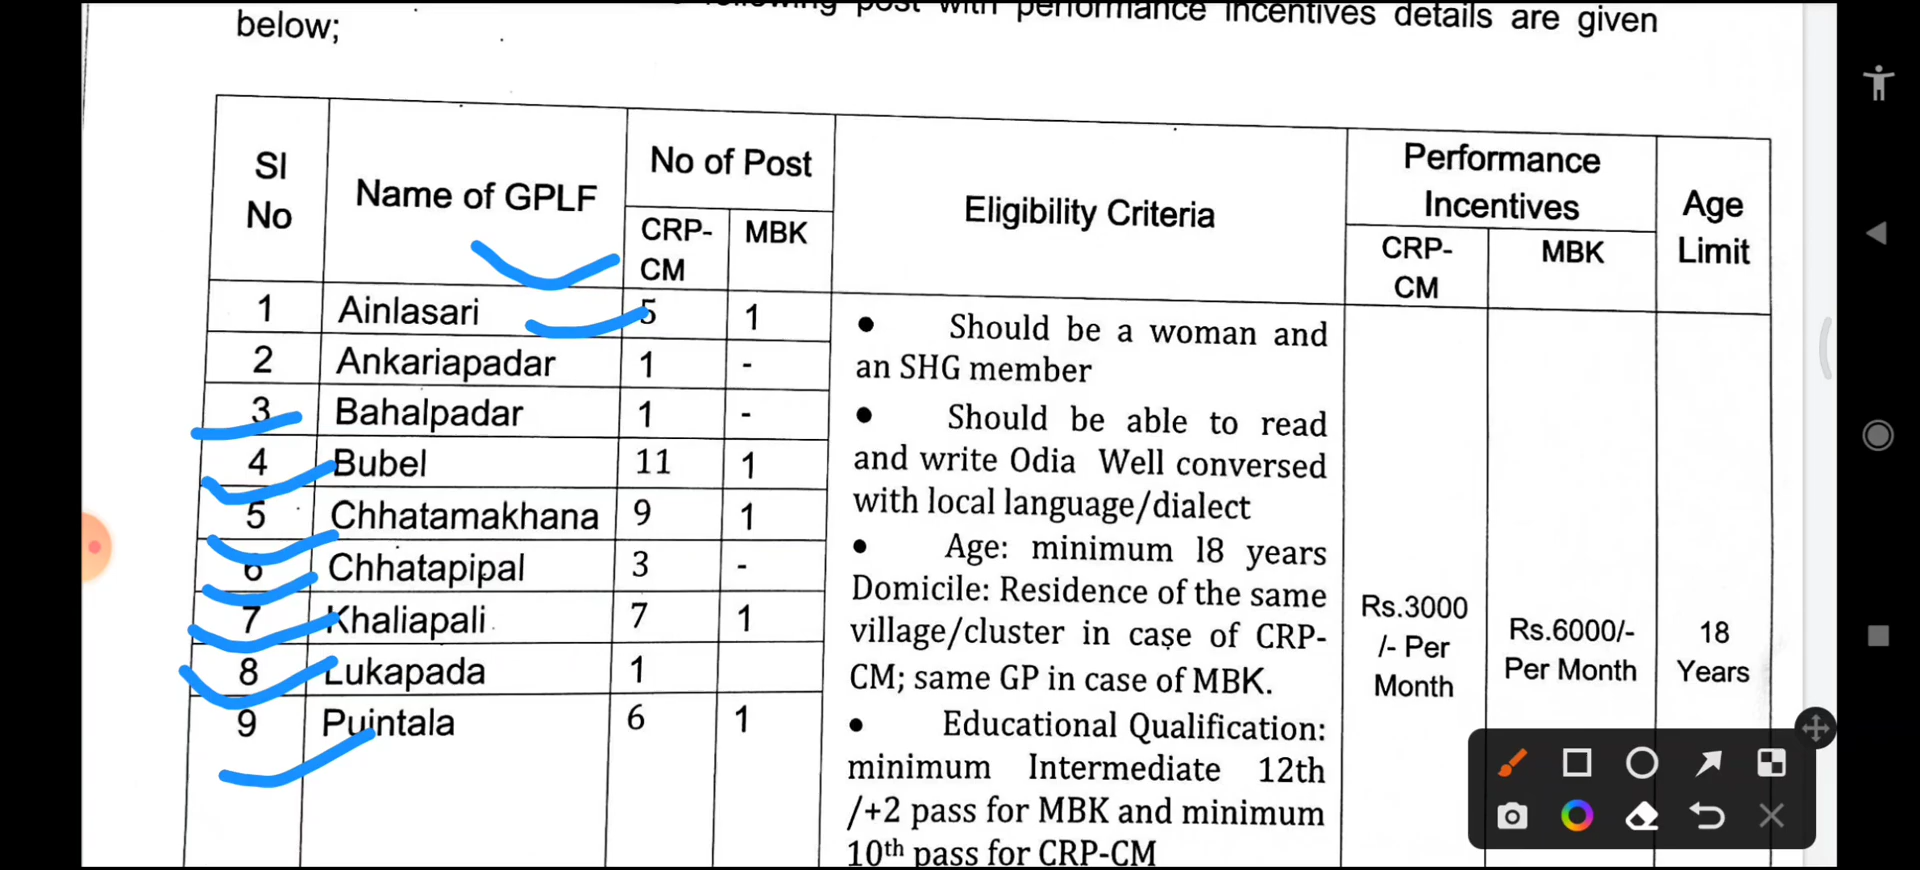 following post with performance incentives details are given
below;
Sl No | Name of GPLF | No of Post | Eligibility Criteria | Performance Incentives | Age Limit
CRP-CM | MBK | CRP-CM | MBK
1 Ainlasari 5 1
2 Ankariapadar 1 -
3 Bahalpadar 1 -
4 Bubel 11 1
5 Chhatamakhana 9 1
6 Chhatapipal 3 -
7 Khaliapali 7 1
8 Lukapada 1
9 Puintala 6 1
• Should be a woman and
an SHG member
• Should be able to read
and write Odia Well conversed
with local language/dialect
• Age: minimum 18 years
Domicile: Residence of the same
village/cluster in case of CRP-
CM; same GP in case of MBK.
• Educational Qualification:
minimum Intermediate 12th
/+2 pass for MBK and minimum
10th pass for CRP-CM
Rs.3000
/- Per
Month
Rs.6000/-
Per Month
18
Years